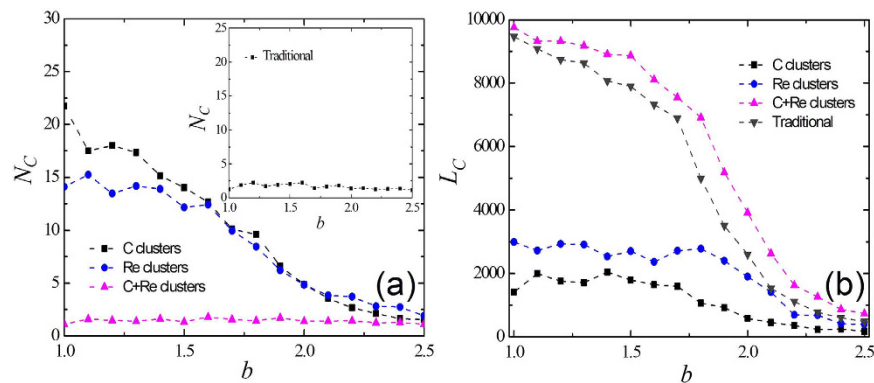 30
25
20
15
10
5
0
N_C
1.0 1.5 2.0 2.5
b
C clusters
Re clusters
C+Re clusters
(a)
25
20
15
10
5
0
N_C
Traditional
1.0 1.5 2.0 2.5
b
10000
8000
6000
4000
2000
0
L_C
C clusters
Re clusters
C+Re clusters
Traditional
(b)
1.0 1.5 2.0 2.5
b